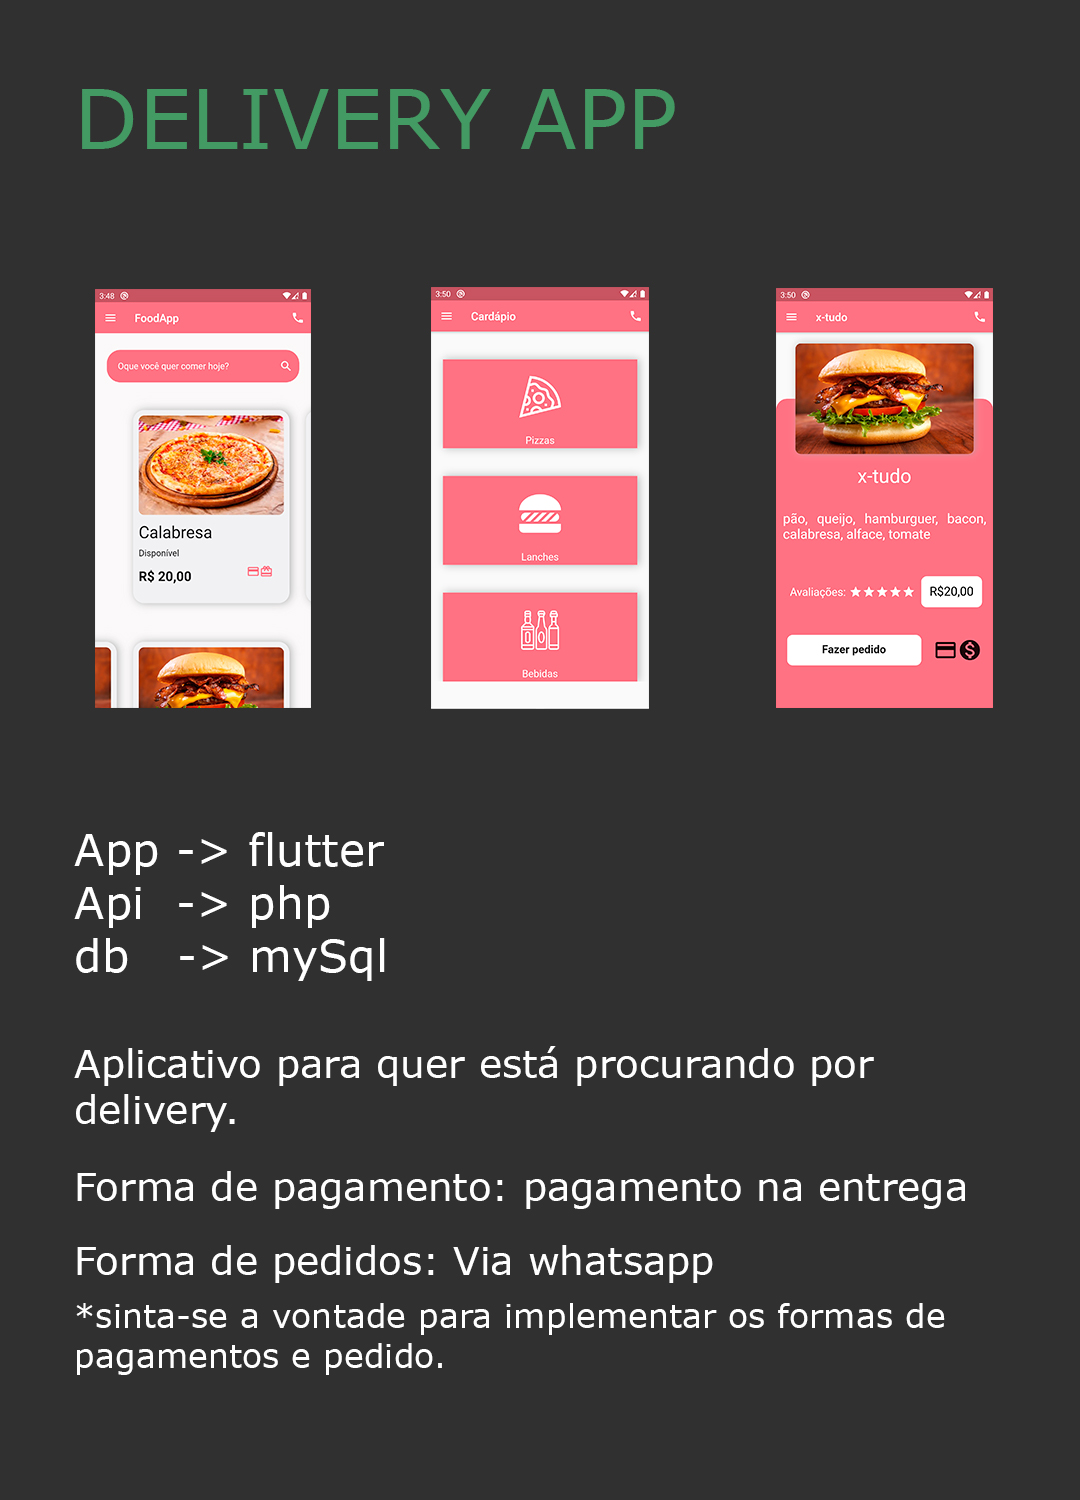 DELIVERY APP
3:48
FoodApp
Oque você quer comer hoje?
Calabresa
Disponível
R$ 20,00
3:50
Cardápio
Pizzas
Lanches
Bebidas
3:50
x-tudo
x-tudo
pão, queijo, hamburguer, bacon,
calabresa, alface, tomate
Avaliações:
R$20,00
Fazer pedido
App -> flutter
Api -> php
db -> mySql
Aplicativo para quer está procurando por
delivery.
Forma de pagamento: pagamento na entrega
Forma de pedidos: Via whatsapp
*sinta-se a vontade para implementar os formas de
pagamentos e pedido.